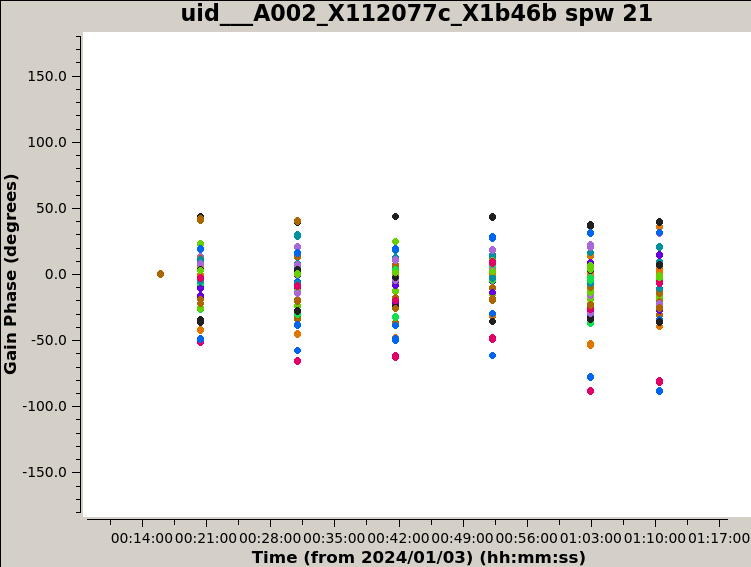 uid___A002_X112077c_X1b46b spw 21
150.0
100.0
50.0
0.0
-50.0
-100.0
-150.0
Gain Phase (degrees)
00:14:00 00:21:00 00:28:00 00:35:00 00:42:00 00:49:00 00:56:00 01:03:00 01:10:00 01:17:00
Time (from 2024/01/03) (hh:mm:ss)